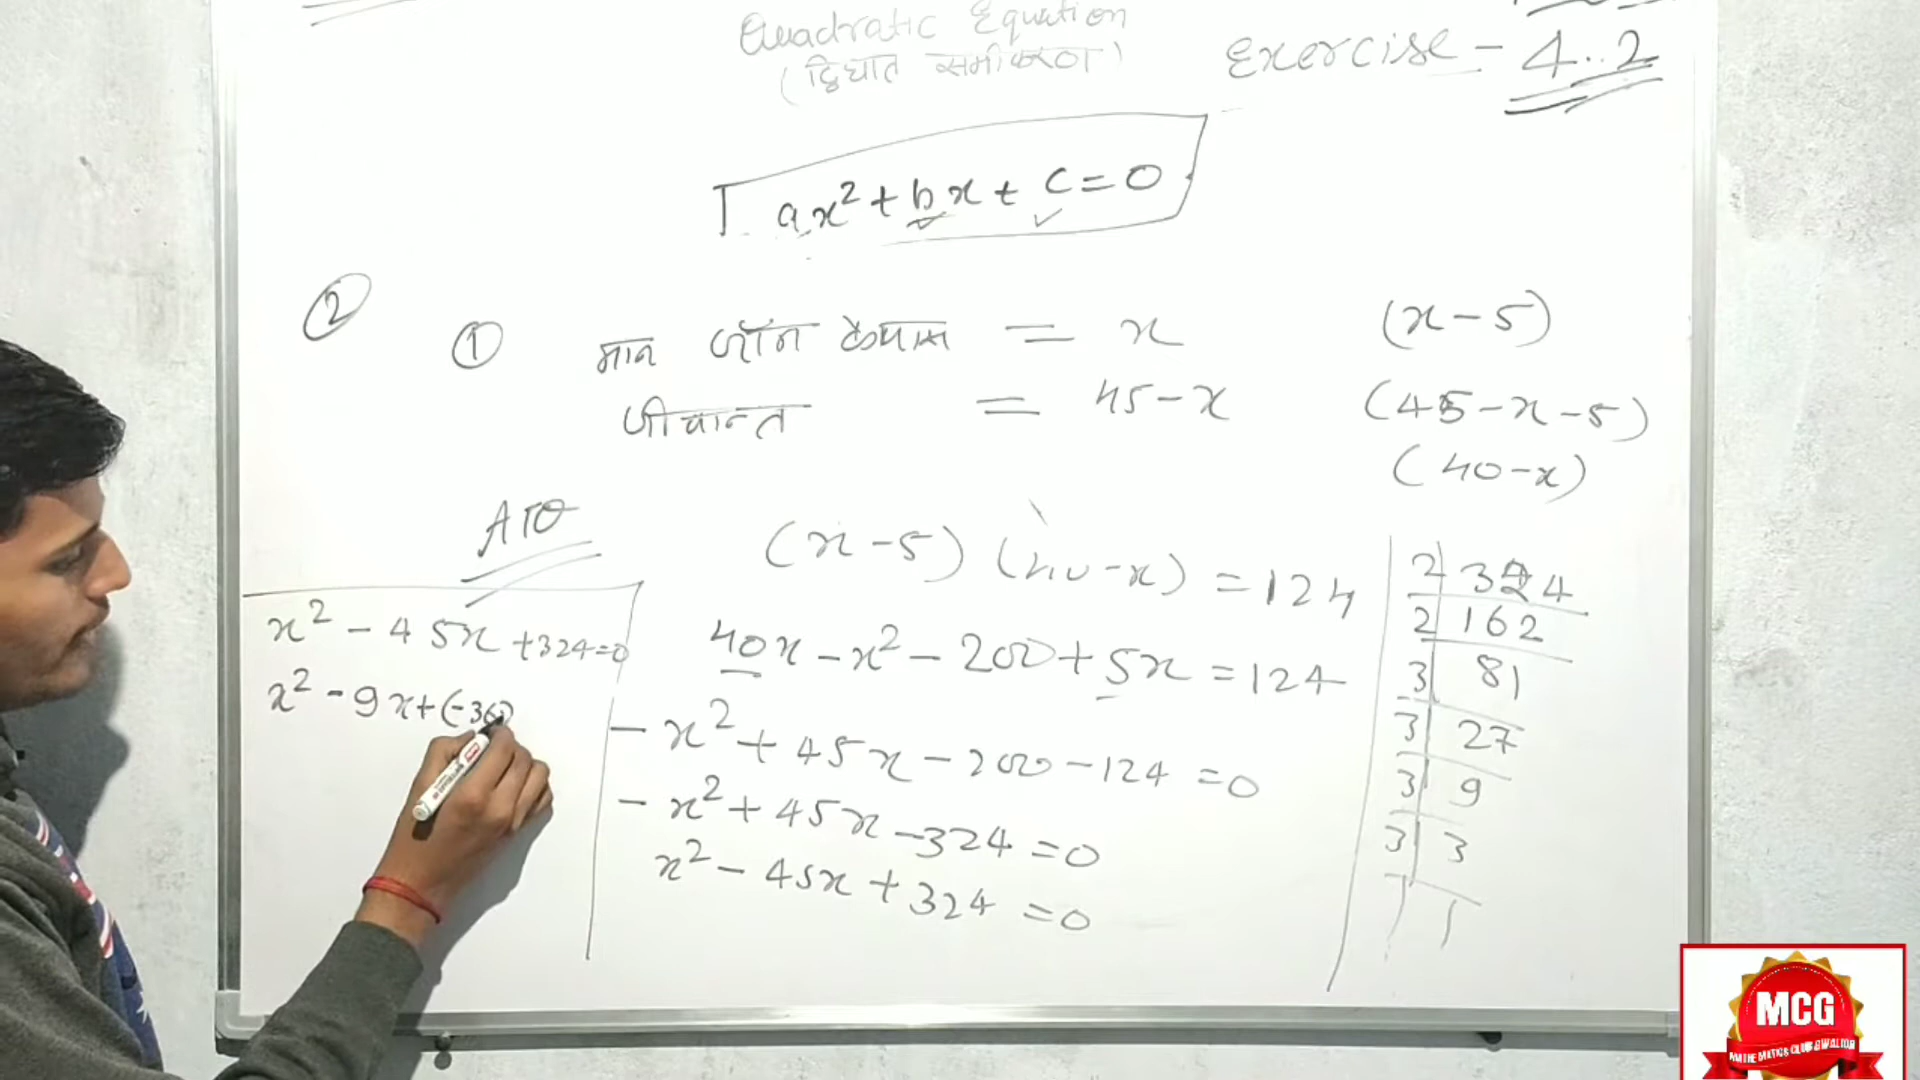 Quadratic Equation
(द्विघात समीकरण)
Exercise - 4.2
ax² + bx + c = 0
2
1 माना जॉन के पास = x
जीवान्त = 45 - x
(x - 5)
(45 - x - 5)
(40 - x)
ATQ
(x - 5) (40 - x) = 124
40x - x² - 200 + 5x = 124
- x² + 45x - 200 - 124 = 0
- x² + 45x - 324 = 0
x² - 45x + 324 = 0
x² - 45x + 324 = 0
x² - 9x + (-36)
2 324
2 162
3 81
3 27
3 9
3 3
1
MCG
MATHEMATICS CLUB GWALIOR